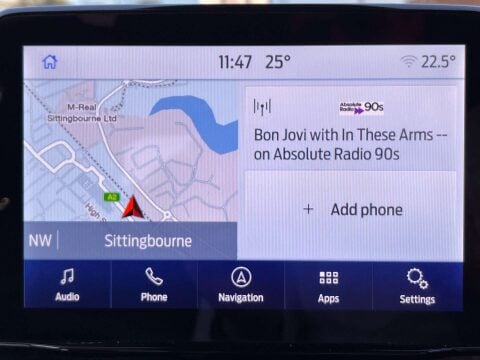 11:47 25° 22.5°
M-Real
Sittingbourne Ltd
A2
High S
NW Sittingbourne
Absolute Radio 90s
Bon Jovi with In These Arms --
on Absolute Radio 90s
+ Add phone
Audio Phone Navigation Apps Settings